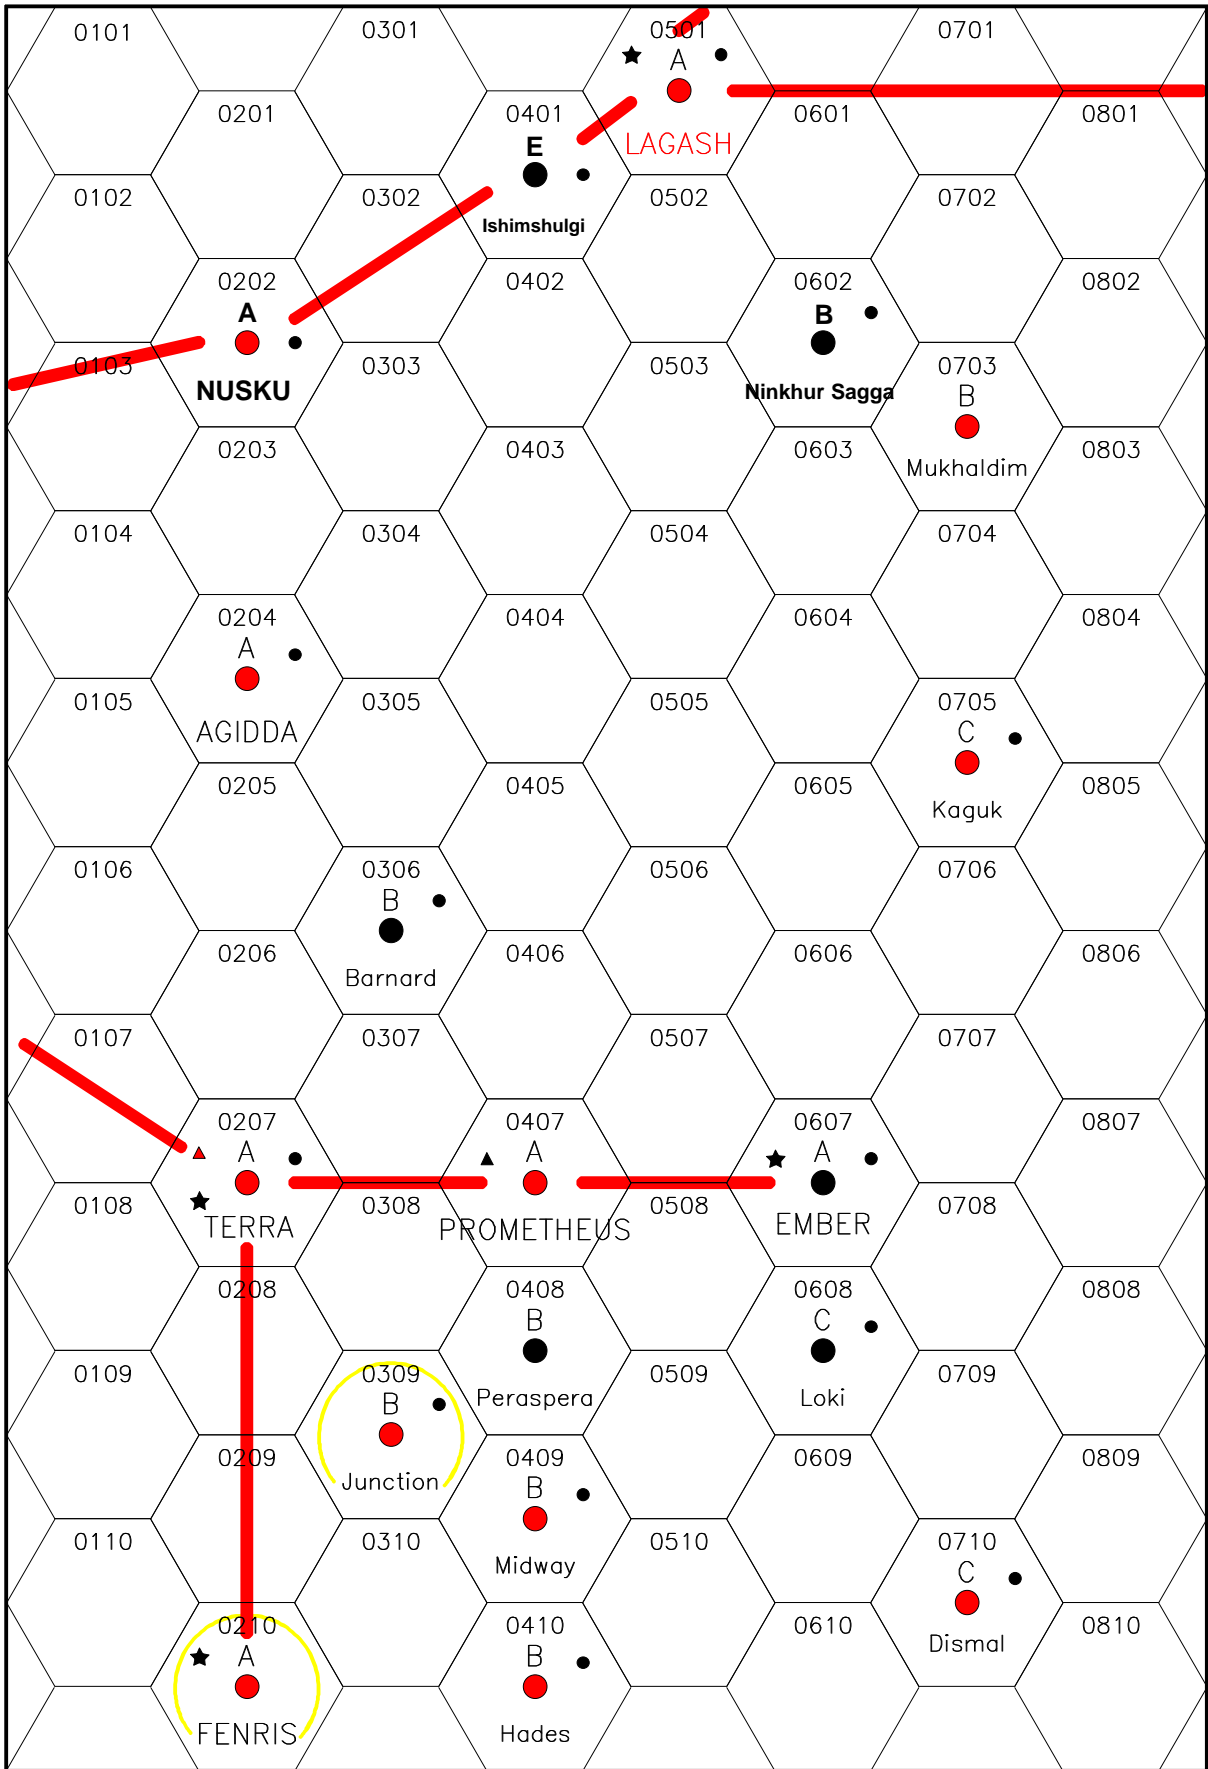 0101 0301 0501 0701
A
0201 0401 0601 0801
E
LAGASH
0102 0302 0502 0702
Ishimshulgi
0202 0402 0602 0802
A B
0103 0303 0503 0703
NUSKU Ninkhur Sagga B
0203 0403 0603 0803
Mukhaldim
0104 0304 0504 0704
0204 0404 0604 0804
A
0105 0305 0505 0705
AGIDDA C
0205 0405 0605 0805
Kaguk
0106 0306 0506 0706
B
0206 0406 0606 0806
Barnard
0107 0307 0507 0707
0207 0407 0607 0807
A A A
0108 0308 0508 0708
TERRA PROMETHEUS EMBER
0208 0408 0608 0808
B C
0109 0309 0509 0709
B Peraspera Loki
0209 0409 0609 0809
Junction B
0110 0310 0510 0710
Midway C
0210 0410 0610 0810
A B Dismal
FENRIS Hades